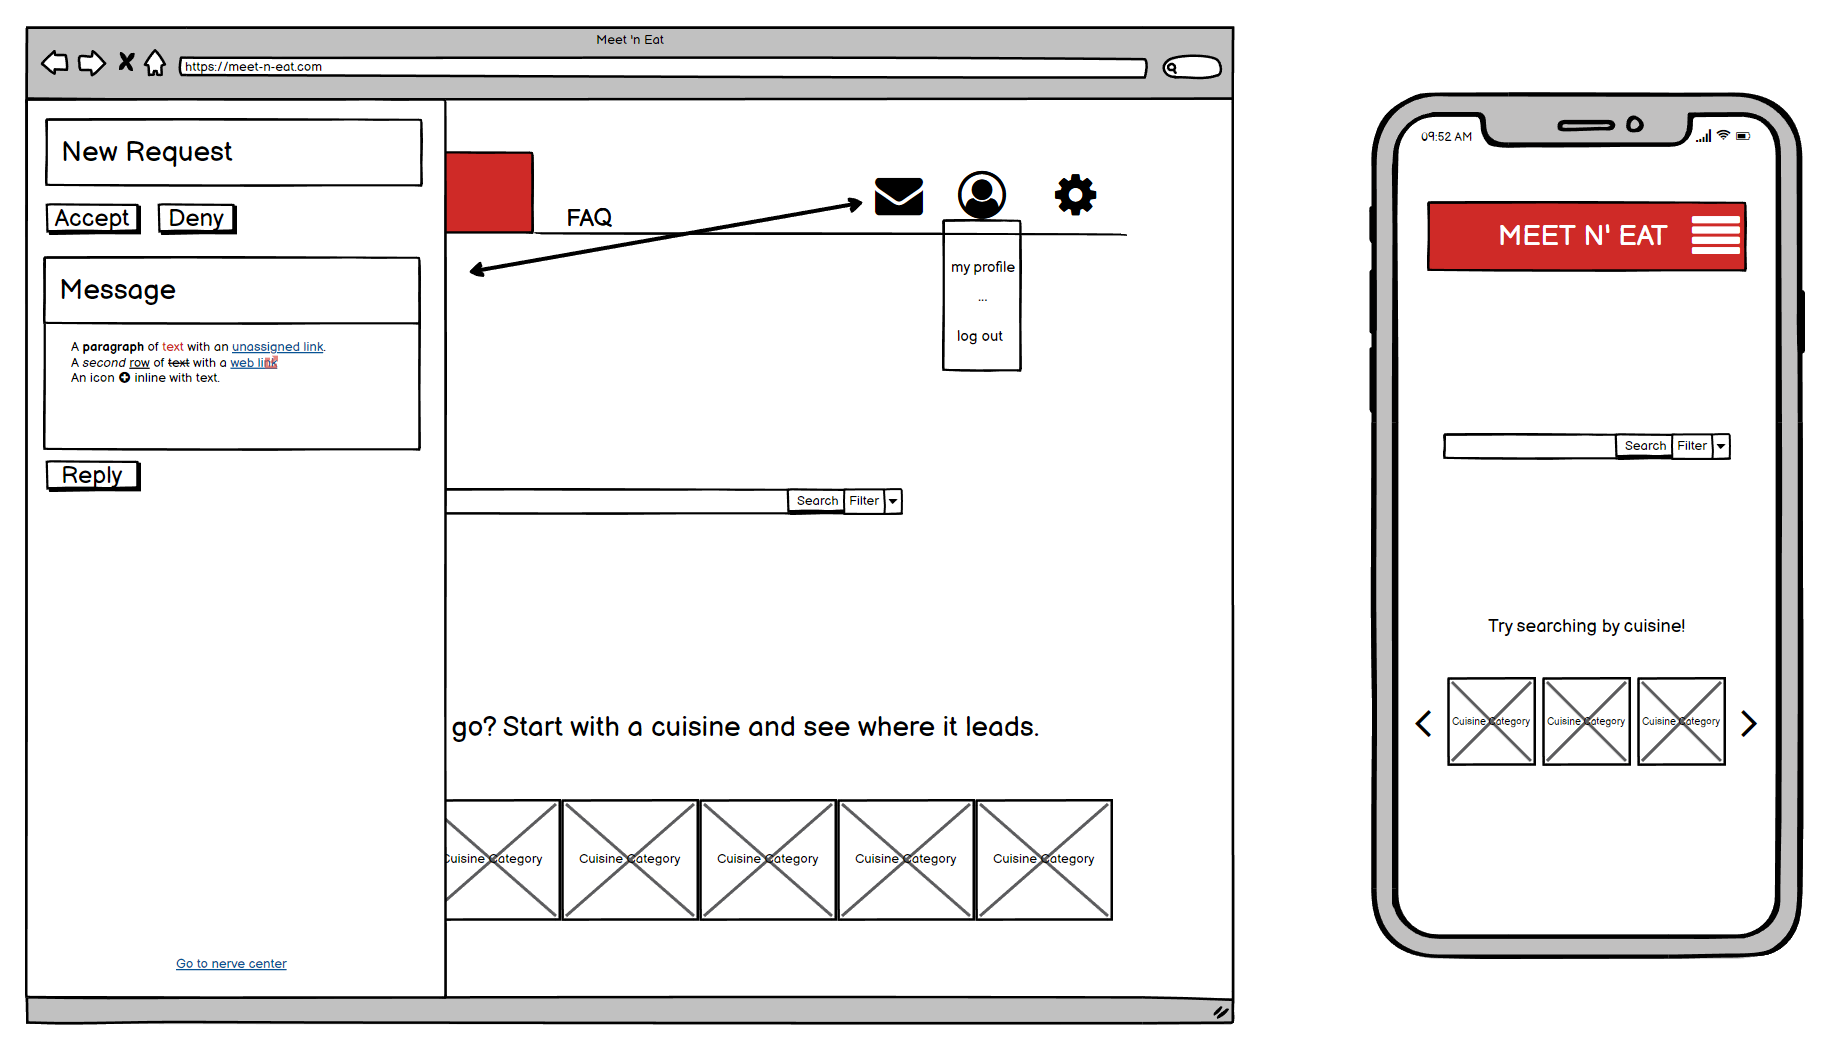 Meet 'n Eat
https://meet-n-eat.com
New Request
Accept Deny
Message
A paragraph of text with an unassigned link.
A second row of text with a web link
An icon inline with text.
Reply
Go to nerve center
FAQ
my profile
...
log out
Search Filter
go? Start with a cuisine and see where it leads.
Cuisine Category
Cuisine Category
Cuisine Category
Cuisine Category
Cuisine Category
09:52 AM
MEET N' EAT
Search Filter
Try searching by cuisine!
Cuisine Category
Cuisine Category
Cuisine Category